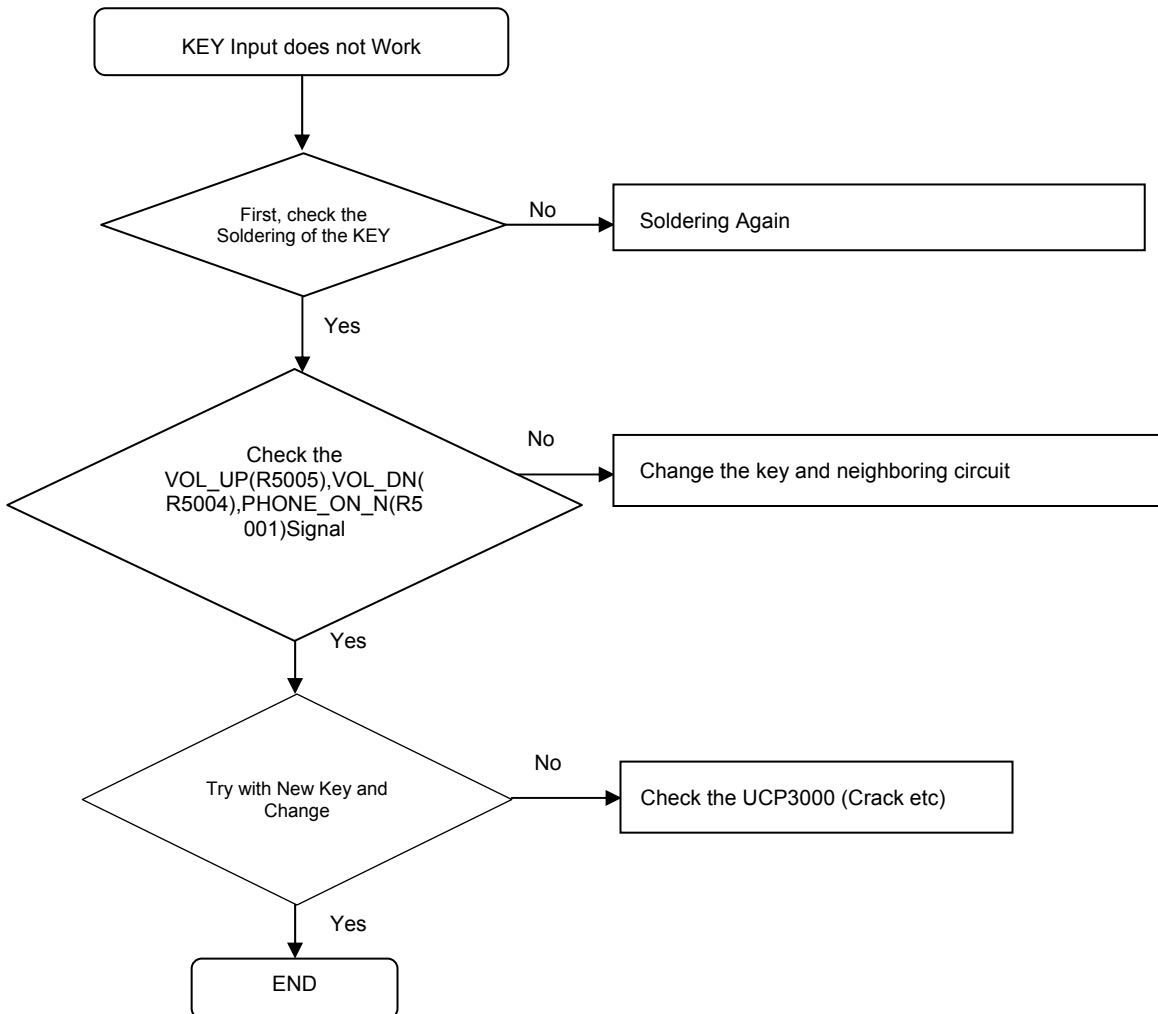 KEY Input does not Work
First, check the
Soldering of the KEY
No
Soldering Again
Yes
Check the
VOL_UP(R5005),VOL_DN(
R5004),PHONE_ON_N(R5
001)Signal
No
Change the key and neighboring circuit
Yes
Try with New Key and
Change
No
Check the UCP3000 (Crack etc)
Yes
END